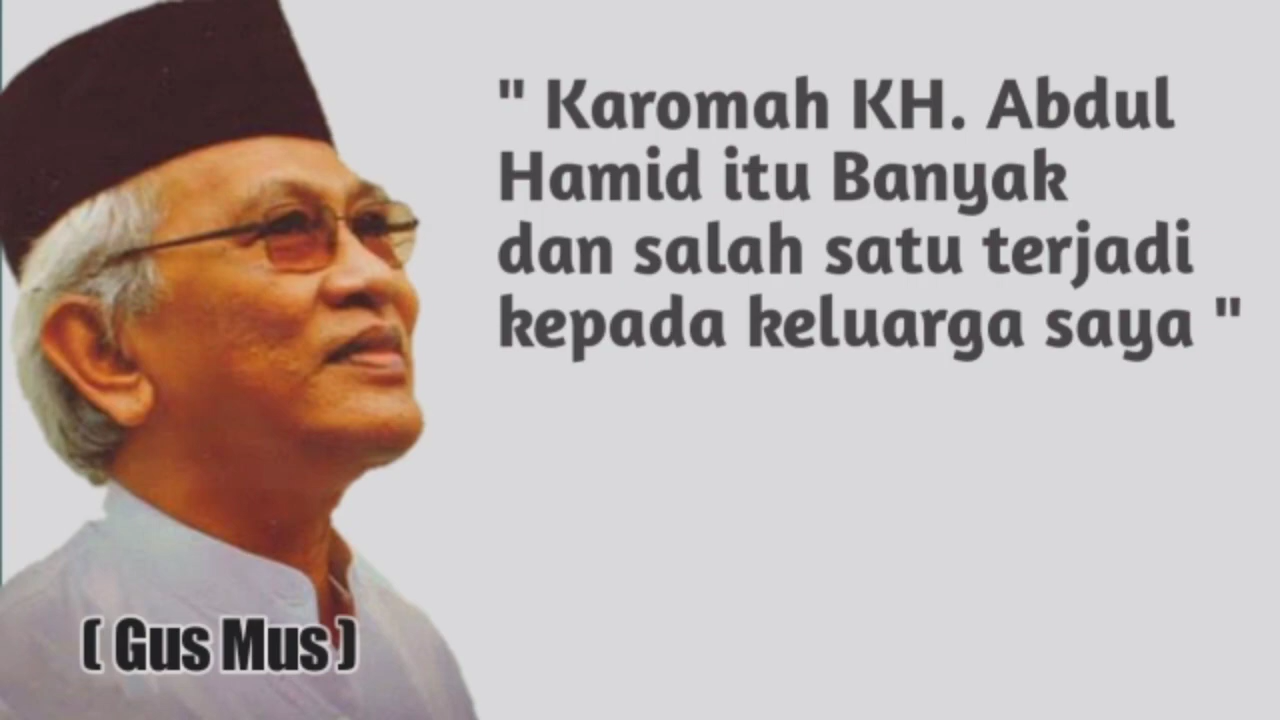 " Karomah KH. Abdul
Hamid itu Banyak
dan salah satu terjadi
kepada keluarga saya "
( Gus Mus )